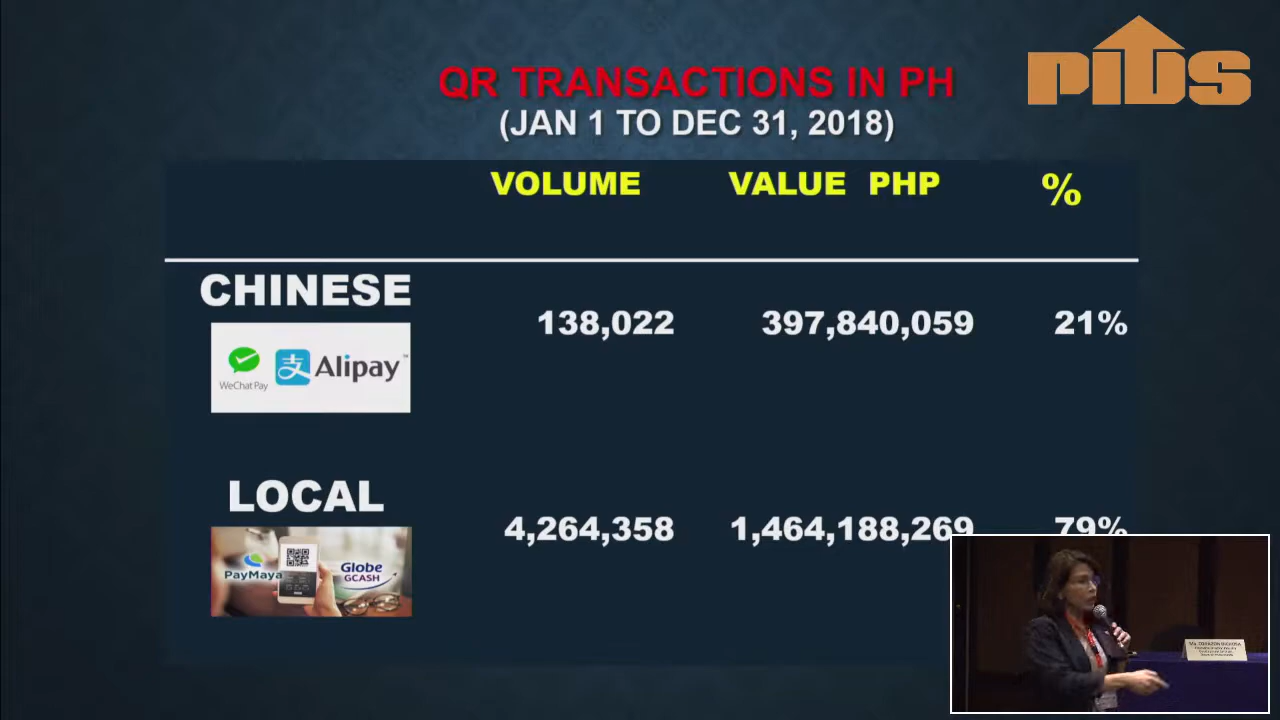 QR TRANSACTIONS IN PH
(JAN 1 TO DEC 31, 2018)
PIDS
VOLUME VALUE PHP %
CHINESE
138,022 397,840,059 21%
WeChat Pay Alipay
LOCAL
4,264,358 1,464,188,269 79%
PayMaya Globe
GCASH